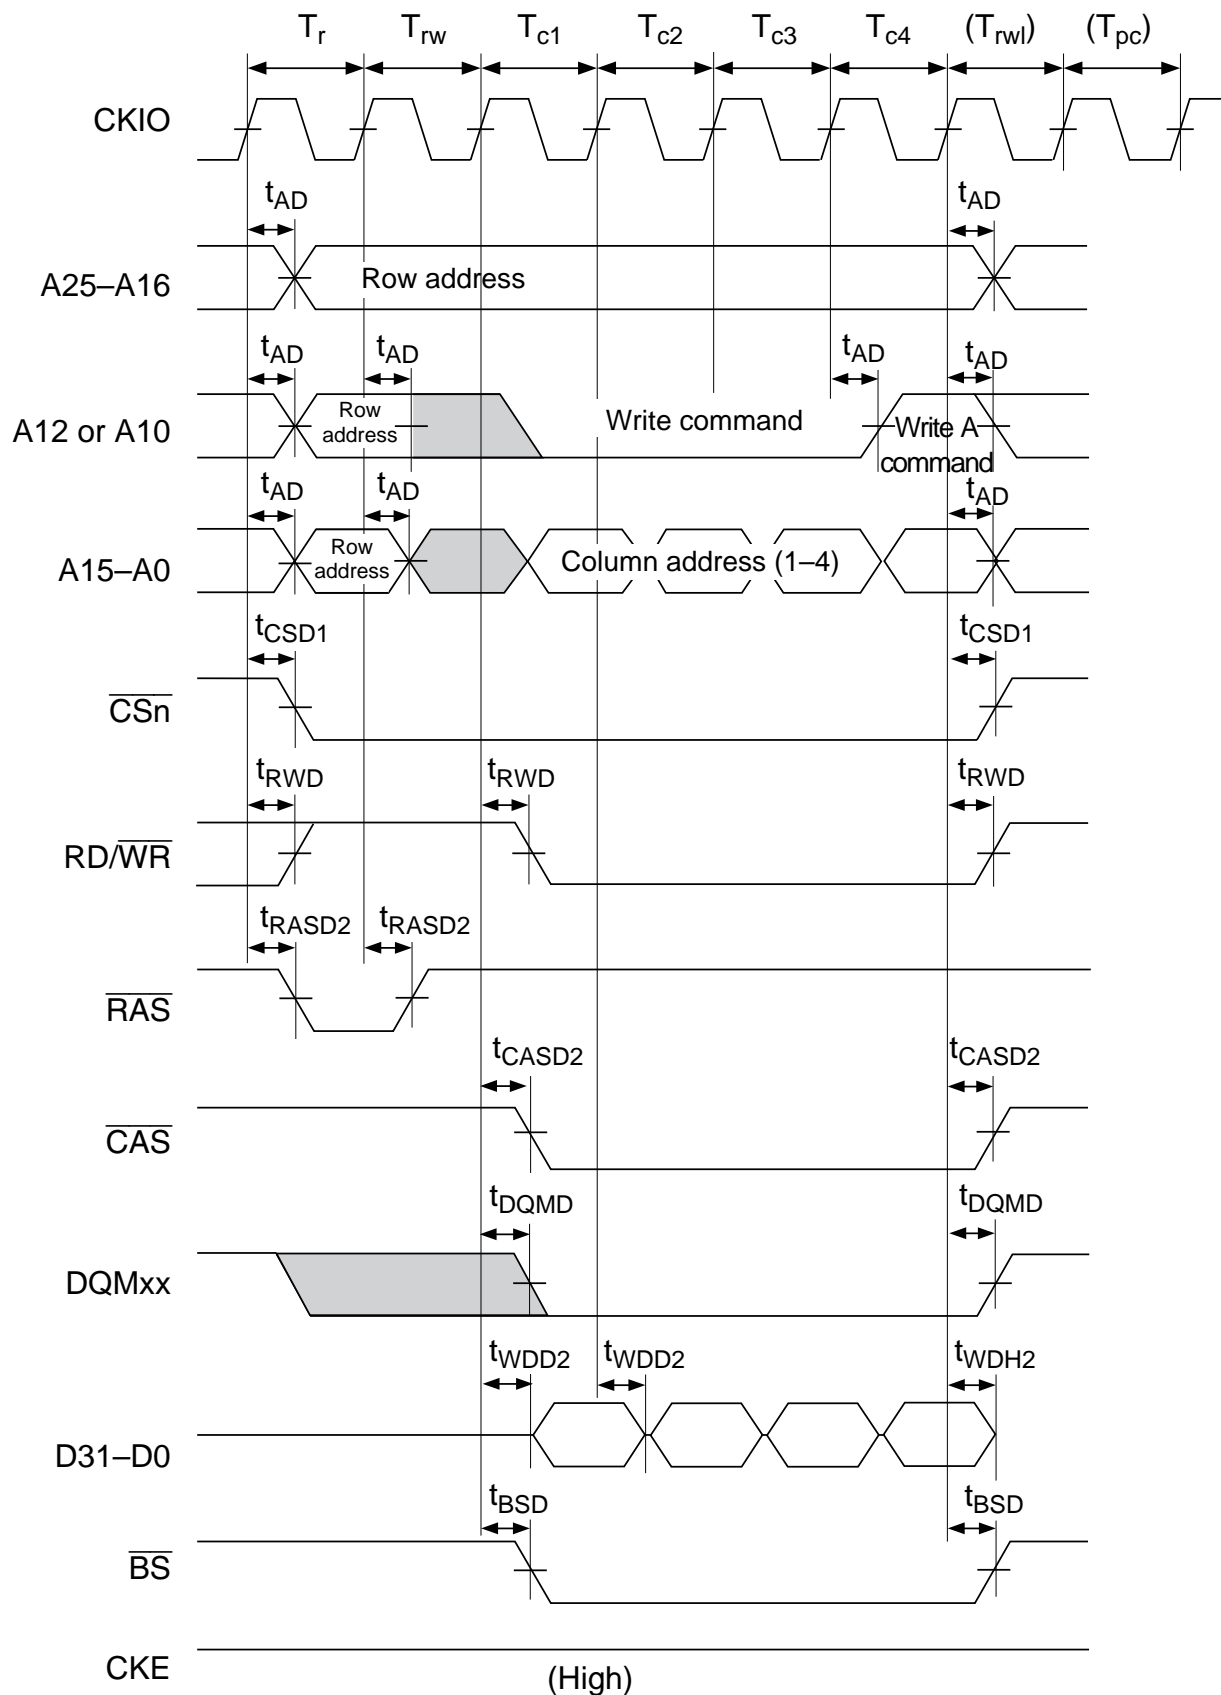 Tr Trw Tc1 Tc2 Tc3 Tc4 (Trwl) (Tpc)
CKIO
tAD tAD
A25–A16 Row address
tAD tAD tAD tAD
A12 or A10 Row address Write command Write A command
tAD tAD tAD
A15–A0 Row address Column address (1–4)
tCSD1 tCSD1
CSn
tRWD tRWD tRWD
RD/WR
tRASD2 tRASD2
RAS
tCASD2 tCASD2
CAS
tDQMD tDQMD
DQMxx
tWDD2 tWDD2 tWDH2
D31–D0
tBSD tBSD
BS
CKE (High)